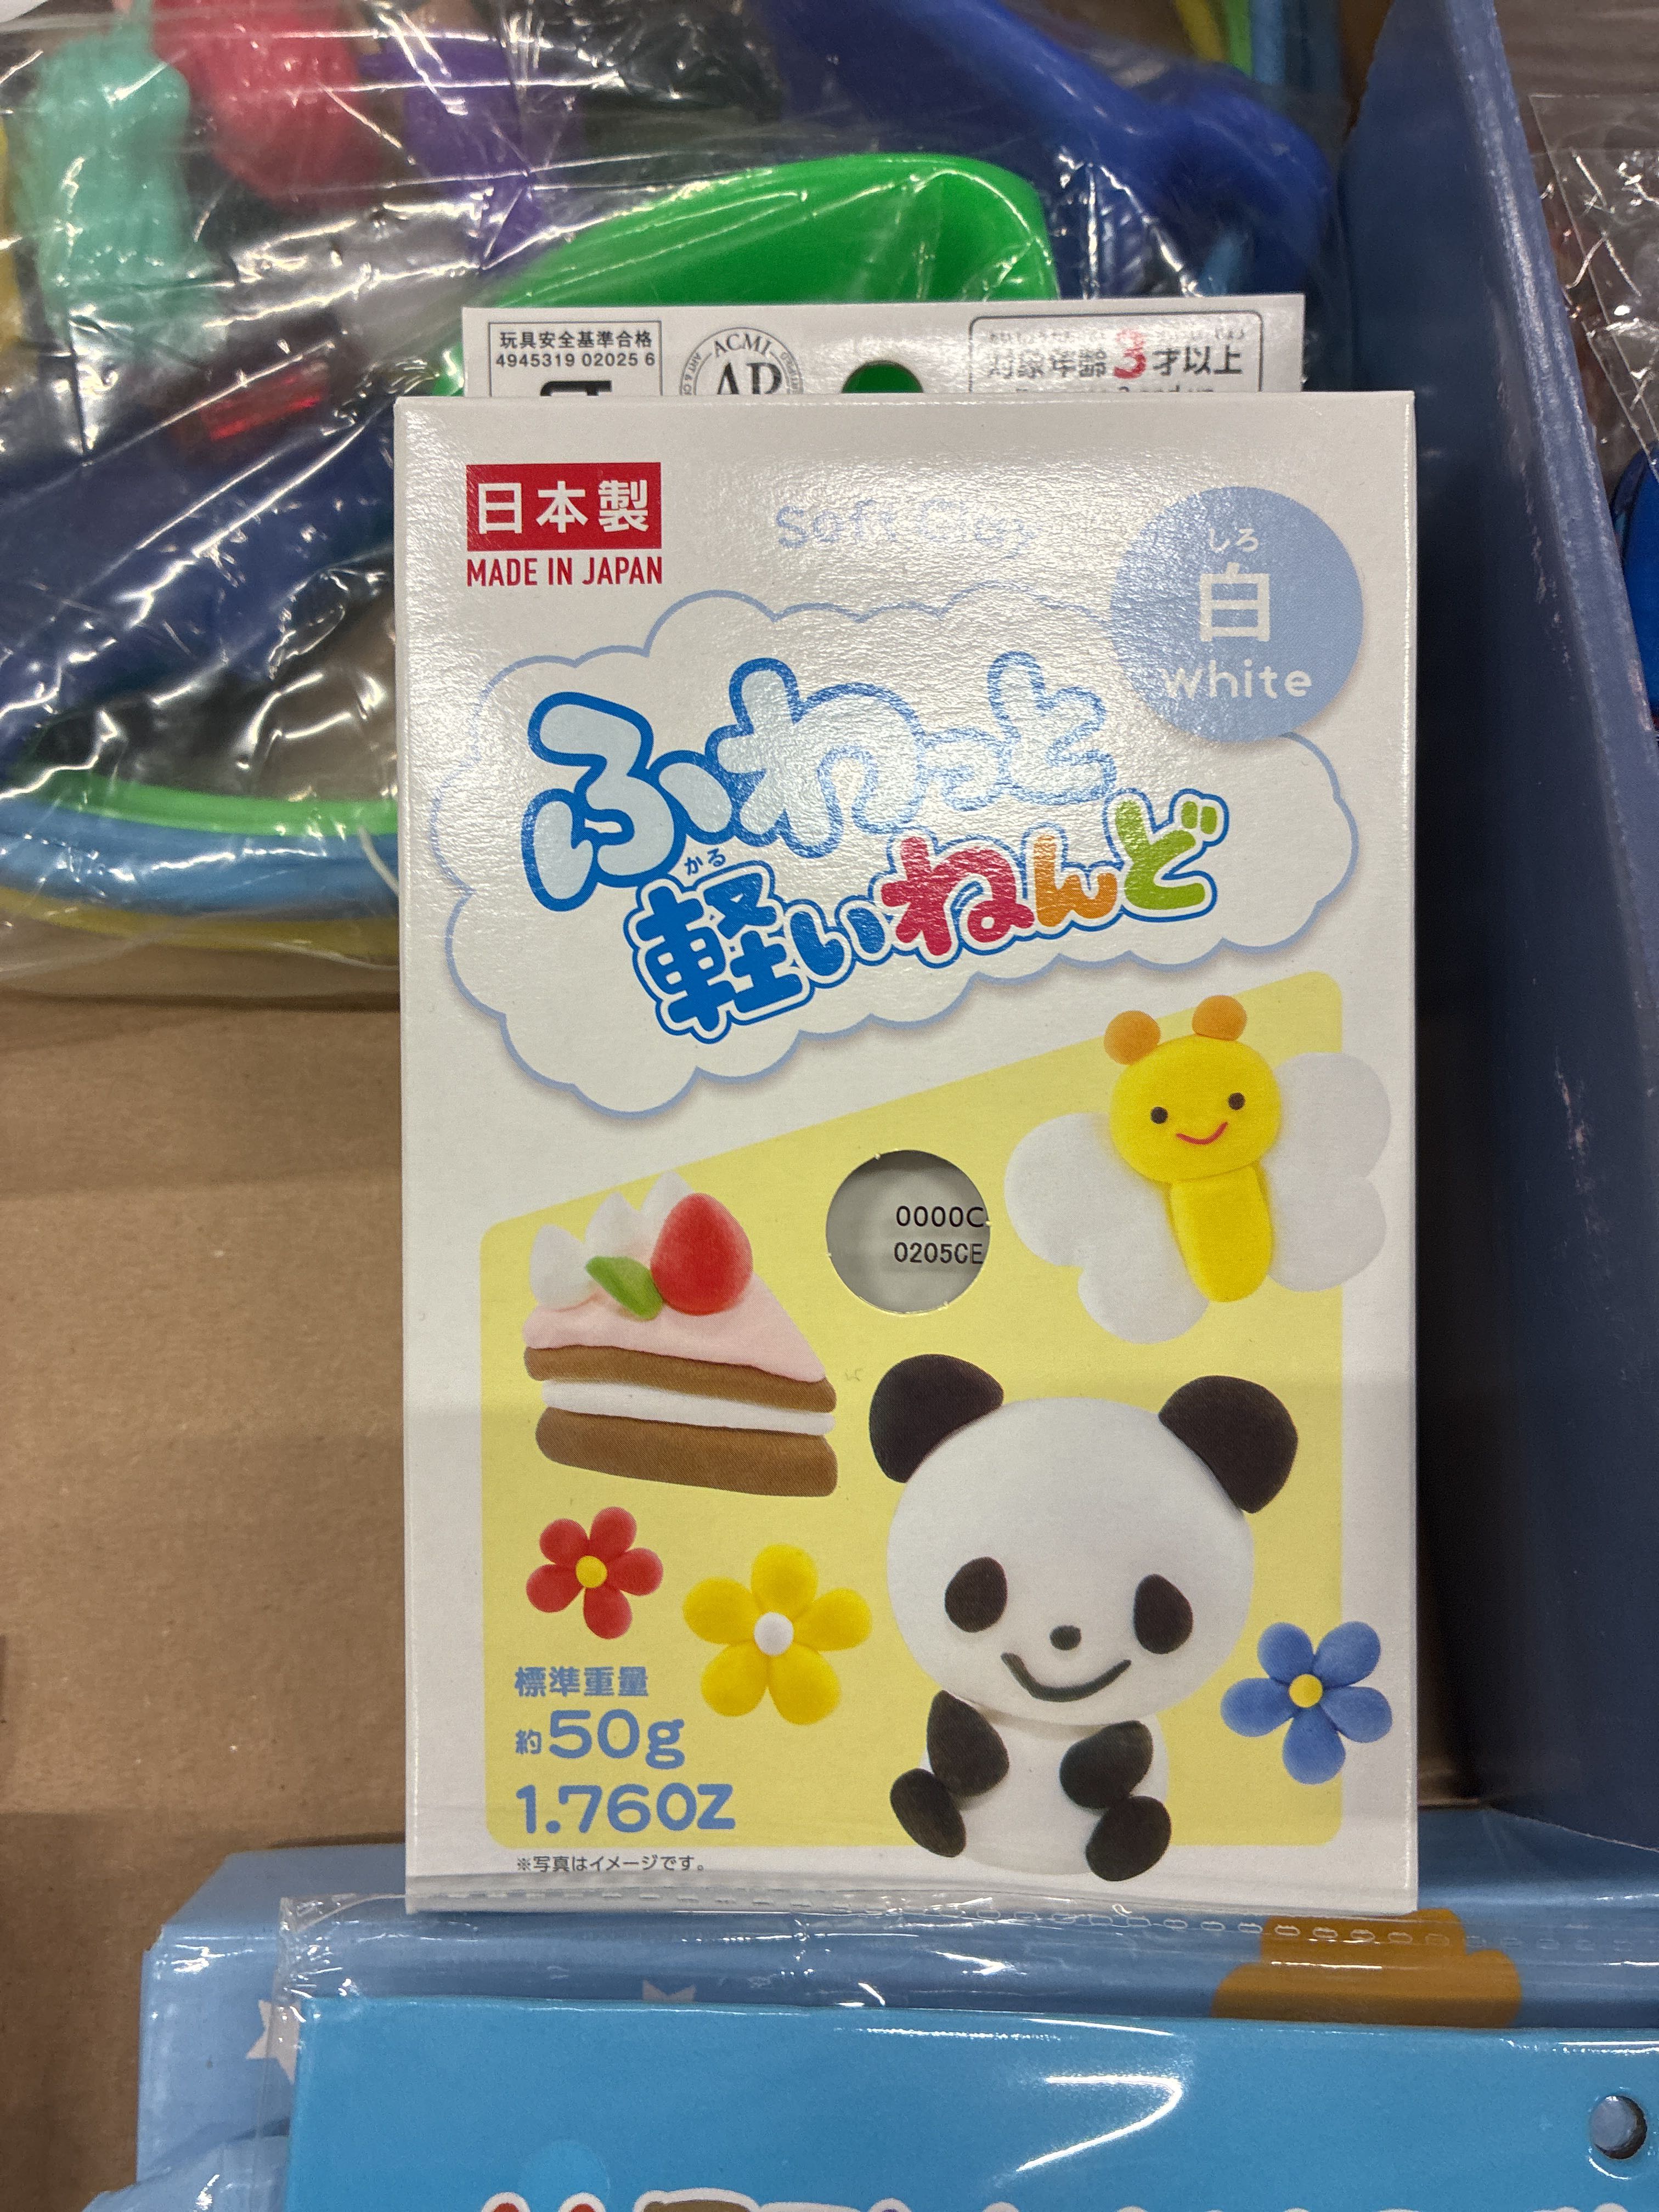 玩具安全基準合格
4945319 02025 6
ACMI
AP
対象年齢3才以上
日本製
MADE IN JAPAN
Soft Clay
しろ
白
White
ふわっと
かる
軽いねんど
0000C
0205CE
標準重量
約50g
1.76OZ
※写真はイメージです。